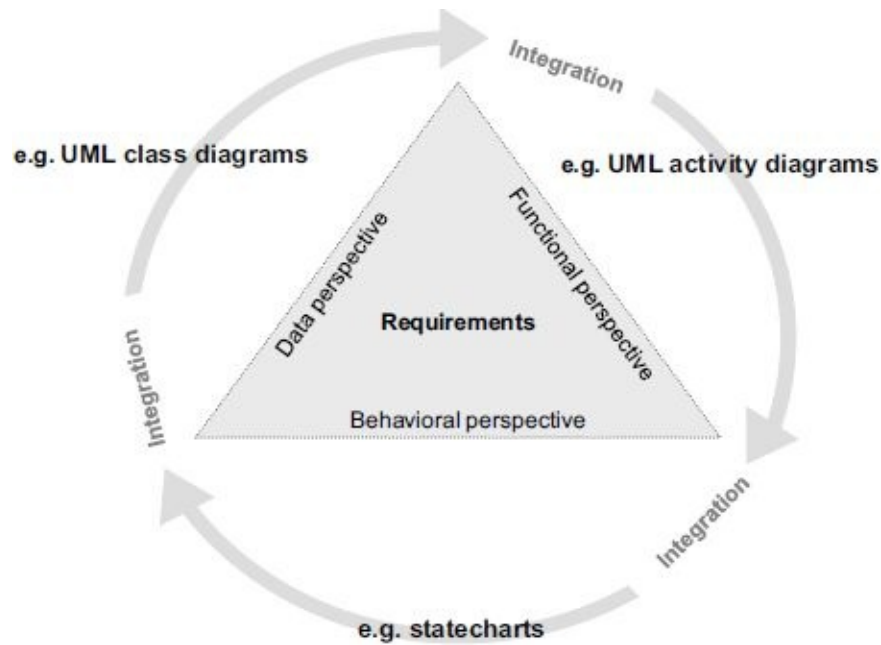 Integration
e.g. UML class diagrams
e.g. UML activity diagrams
Data perspective
Functional perspective
Requirements
Integration
Behavioral perspective
Integration
e.g. statecharts